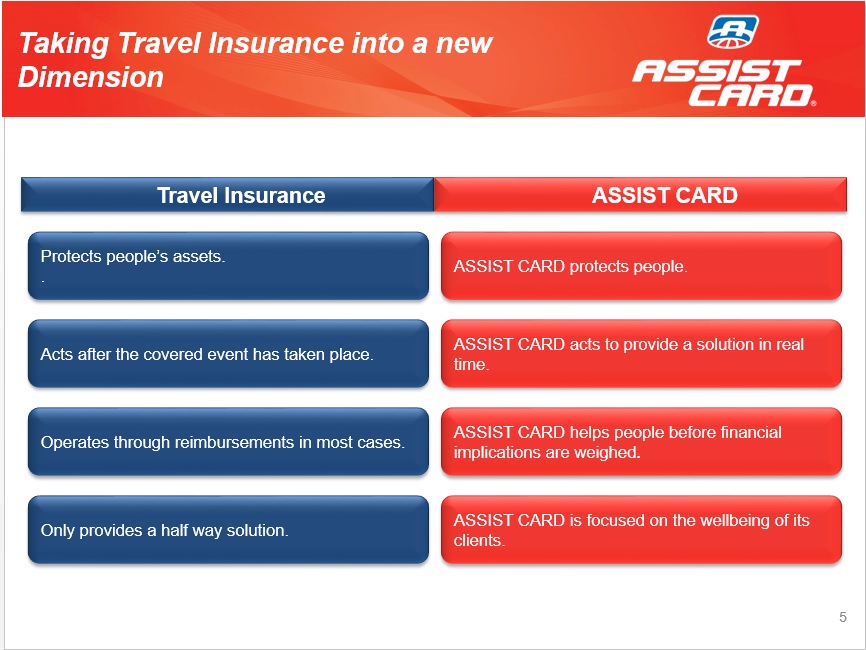 Taking Travel Insurance into a new
Dimension
A
ASSIST
CARD®
Travel Insurance
ASSIST CARD
Protects people’s assets.
.
ASSIST CARD protects people.
Acts after the covered event has taken place.
ASSIST CARD acts to provide a solution in real
time.
Operates through reimbursements in most cases.
ASSIST CARD helps people before financial
implications are weighed.
Only provides a half way solution.
ASSIST CARD is focused on the wellbeing of its
clients.
5